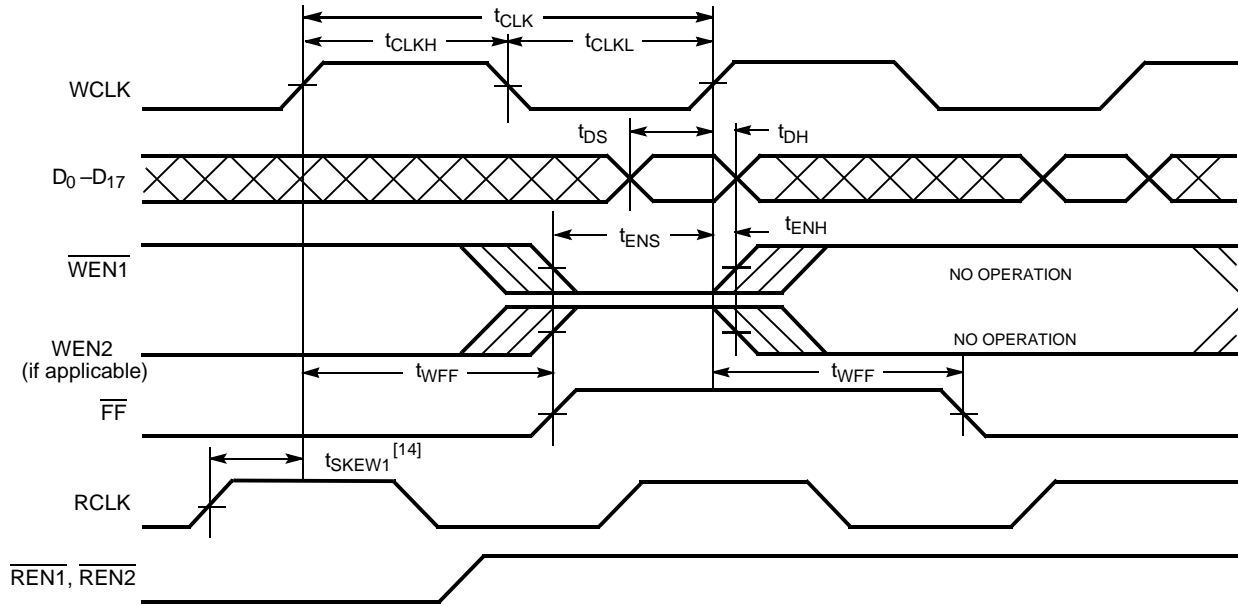 tCLK
tCLKH tCLKL
WCLK
tDS tDH
D0 –D17
tENS tENH
WEN1
NO OPERATION
WEN2
(if applicable)
NO OPERATION
tWFF tWFF
FF
tSKEW1 [14]
RCLK
REN1, REN2